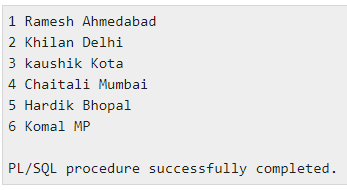 1 Ramesh Ahmedabad
2 Khilan Delhi
3 kaushik Kota
4 Chaitali Mumbai
5 Hardik Bhopal
6 Komal MP
PL/SQL procedure successfully completed.